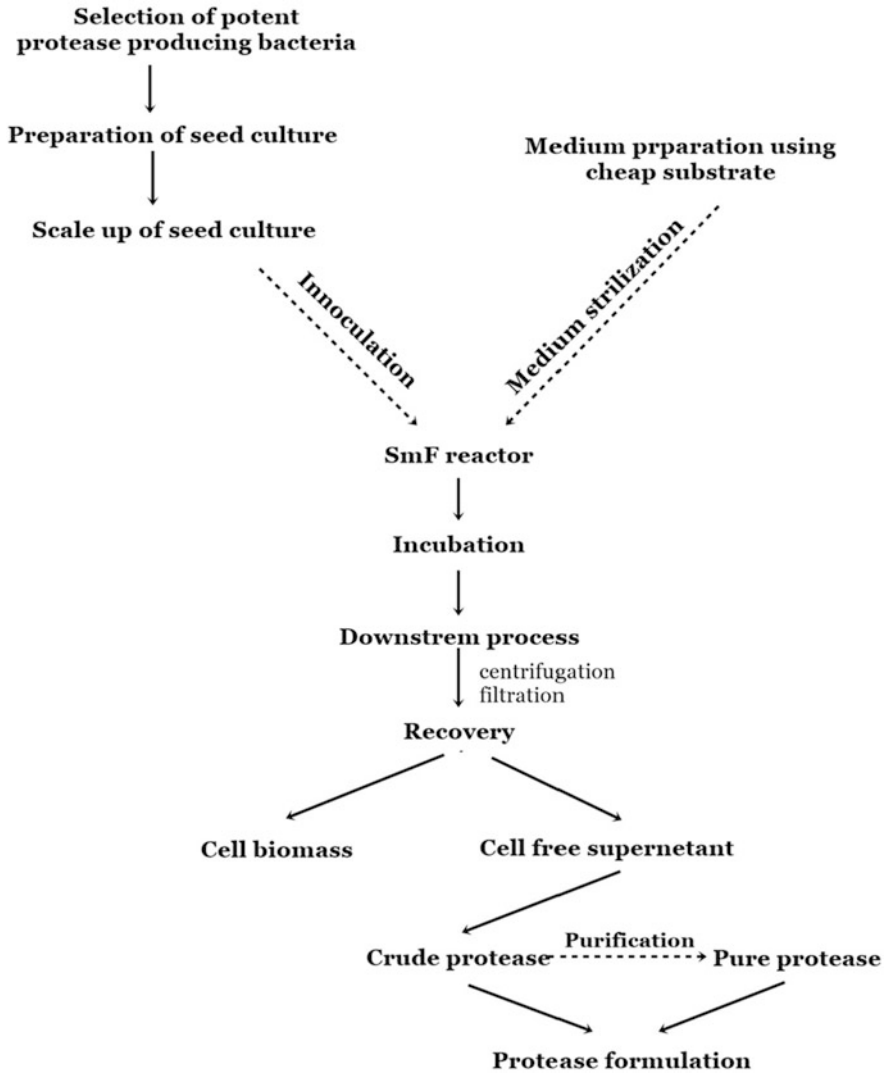 Selection of potent
protease producing bacteria
Preparation of seed culture
Medium prparation using
cheap substrate
Scale up of seed culture
Innoculation
Medium strilization
SmF reactor
Incubation
Downstrem process
centrifugation
filtration
Recovery
Cell biomass
Cell free supernetant
Purification
Crude protease
Pure protease
Protease formulation